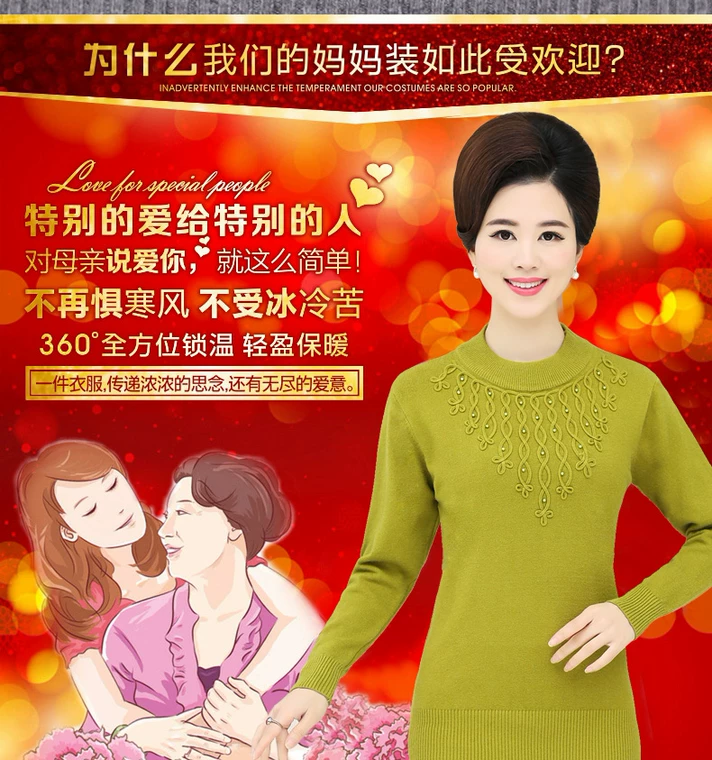 为什么我们的妈妈装如此受欢迎?
INADVERTENTLY ENHANCE THE TEMPERAMENT OUR COSTUMES ARE SO POPULAR.
Love for special people
特别的爱给特别的人
对母亲说爱你，就这么简单!
不再惧寒风 不受冰冷苦
360°全方位锁温 轻盈保暖
一件衣服,传递浓浓的思念,还有无尽的爱意。